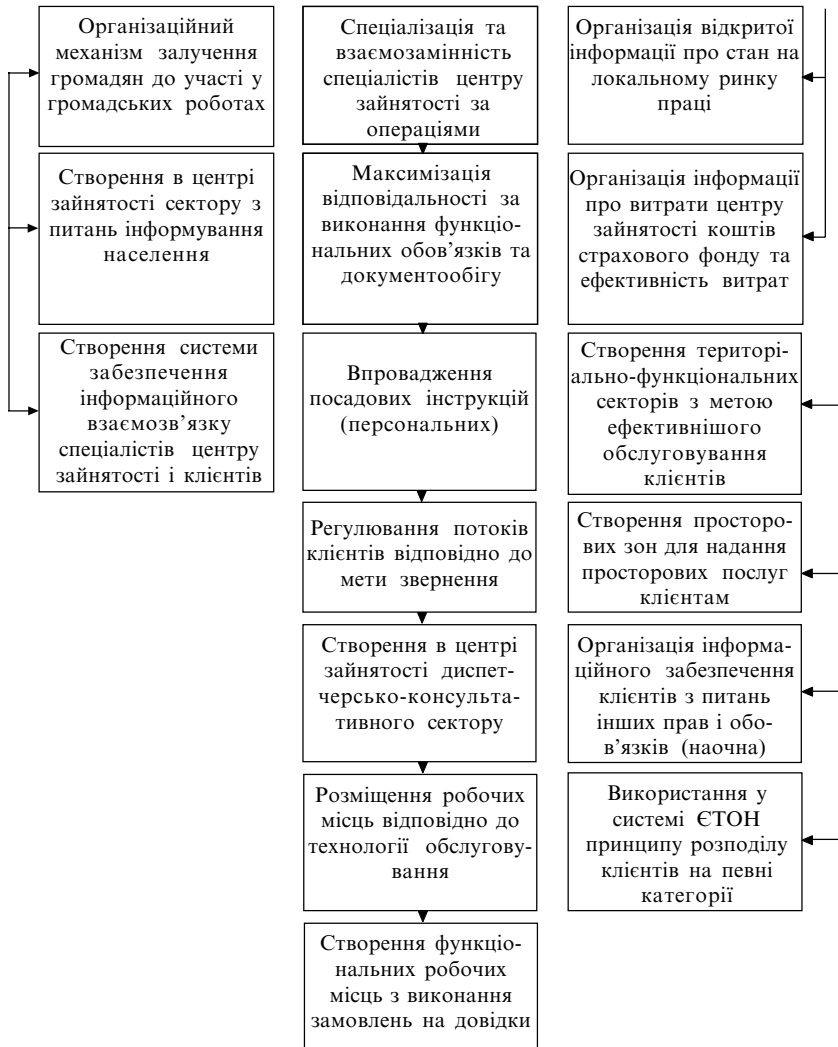 Організаційний
механізм залучення
громадян до участі у
громадських роботах
Створення в центрі
зайнятості сектору з
питань інформування
населення
Створення системи
забезпечення
інформаційного
взаємозв’язку
спеціалістів центру
зайнятості і клієнтів
Спеціалізація та
взаємозамінність
спеціалістів центру
зайнятості за
операціями
Максимізація
відповідальності за
виконання функціо-
нальних обов’язків та
документообігу
Впровадження
посадових інструкцій
(персональних)
Регулювання потоків
клієнтів відповідно до
мети звернення
Створення в центрі
зайнятості диспет-
черсько-консульта-
тивного сектору
Розміщення робочих
місць відповідно до
технології обслугову-
вання
Створення функціо-
нальних робочих
місць з виконання
замовлень на довідки
Організація відкритої
інформації про стан на
локальному ринку
праці
Організація інформації
про витрати центру
зайнятості коштів
страхового фонду та
ефективність витрат
Створення територі-
ально-функціональних
секторів з метою
ефективнішого
обслуговування
клієнтів
Створення просторо-
вих зон для надання
просторових послуг
клієнтам
Організація інформа-
ційного забезпечення
клієнтів з питань
інших прав і обо-
в’язків (наочна)
Використання у
системі ЄТОН
принципу розподілу
клієнтів на певні
категорії